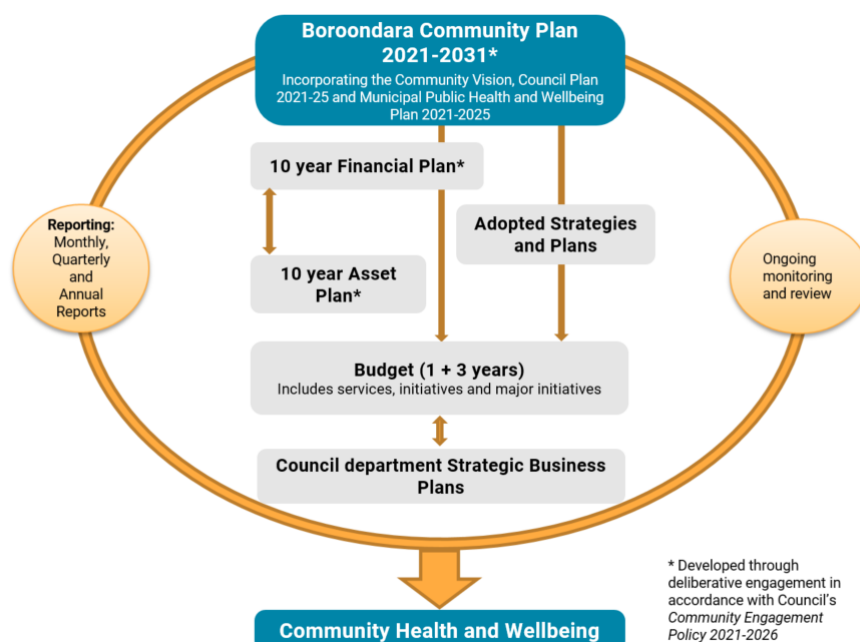 Boroondara Community Plan
2021-2031*
Incorporating the Community Vision, Council Plan
2021-25 and Municipal Public Health and Wellbeing
Plan 2021-2025
10 year Financial Plan*
Adopted Strategies
and Plans
Reporting:
Monthly,
Quarterly
and
Annual
Reports
10 year Asset
Plan*
Ongoing
monitoring
and review
Budget (1 + 3 years)
Includes services, initiatives and major initiatives
Council department Strategic Business
Plans
* Developed through
deliberative engagement in
accordance with Council's
Community Engagement
Policy 2021-2026
Community Health and Wellbeing